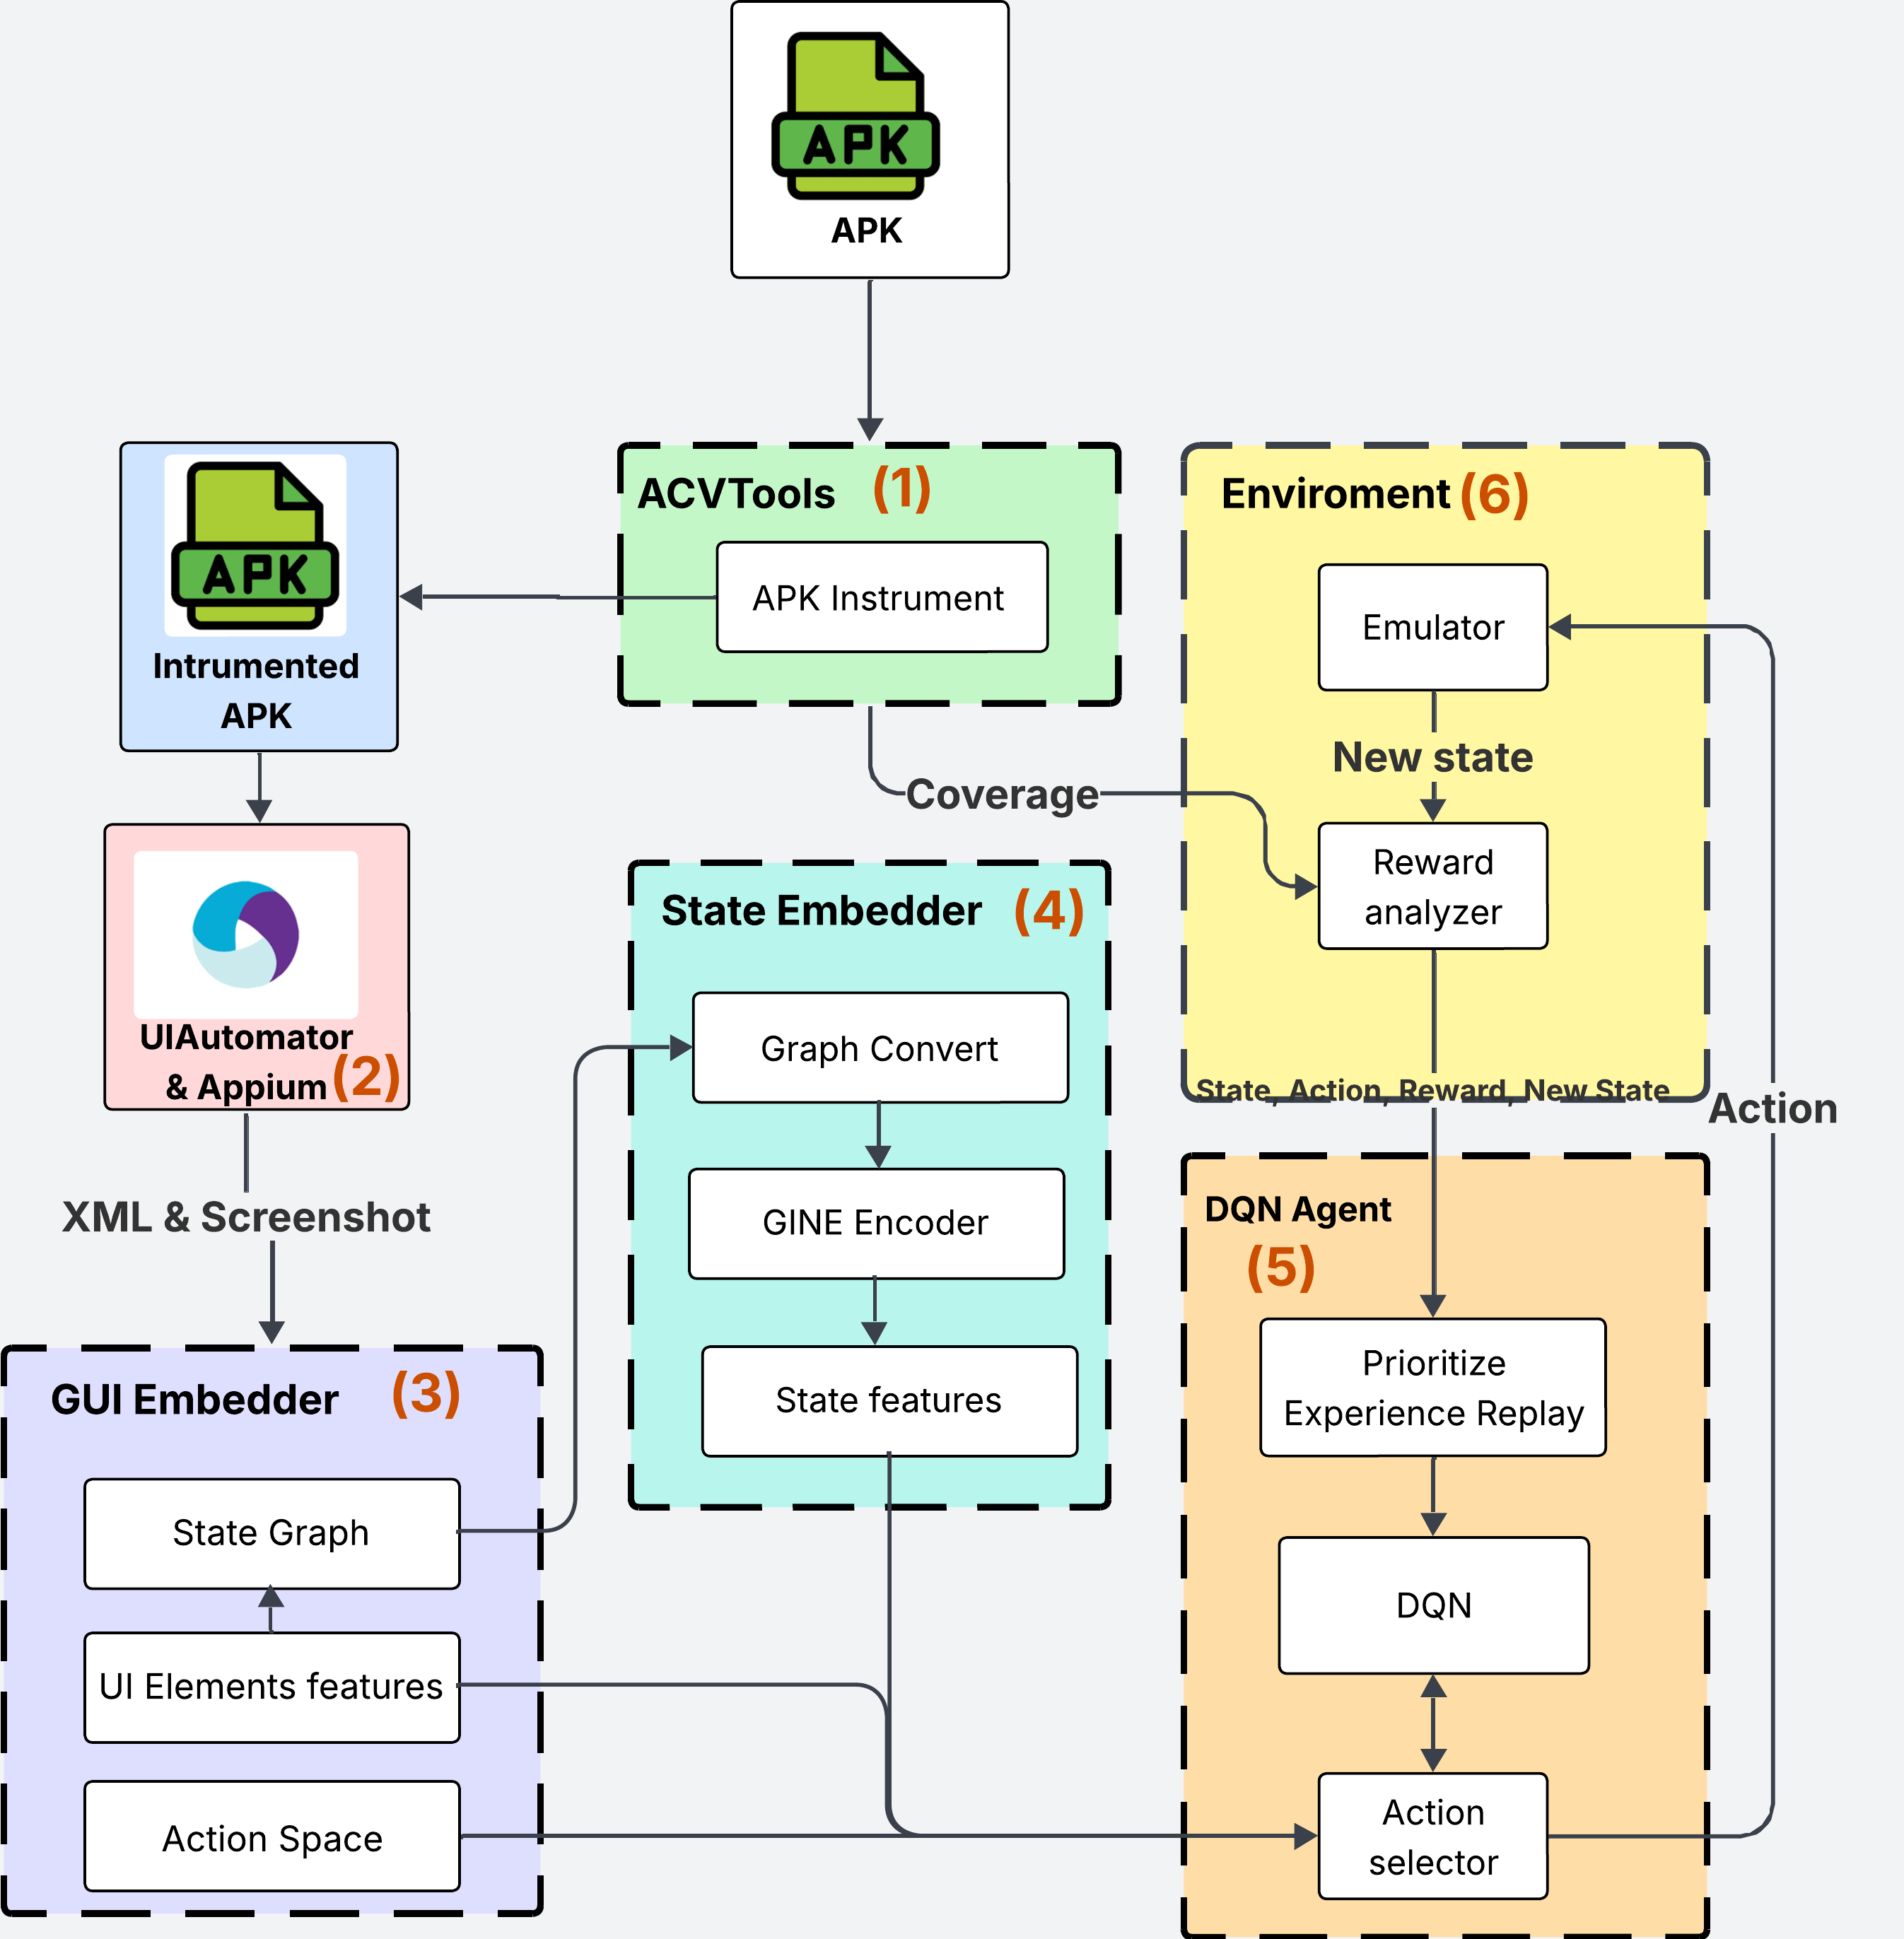 APK
APK
ACVTools (1)
APK Instrument
APK
Intrumented
APK
UIAutomator
& Appium (2)
XML & Screenshot
GUI Embedder (3)
State Graph
UI Elements features
Action Space
Coverage
State Embedder (4)
Graph Convert
GINE Encoder
State features
Enviroment (6)
Emulator
New state
Reward
analyzer
State, Action, Reward, New State
Action
DQN Agent
(5)
Prioritize
Experience Replay
DQN
Action
selector